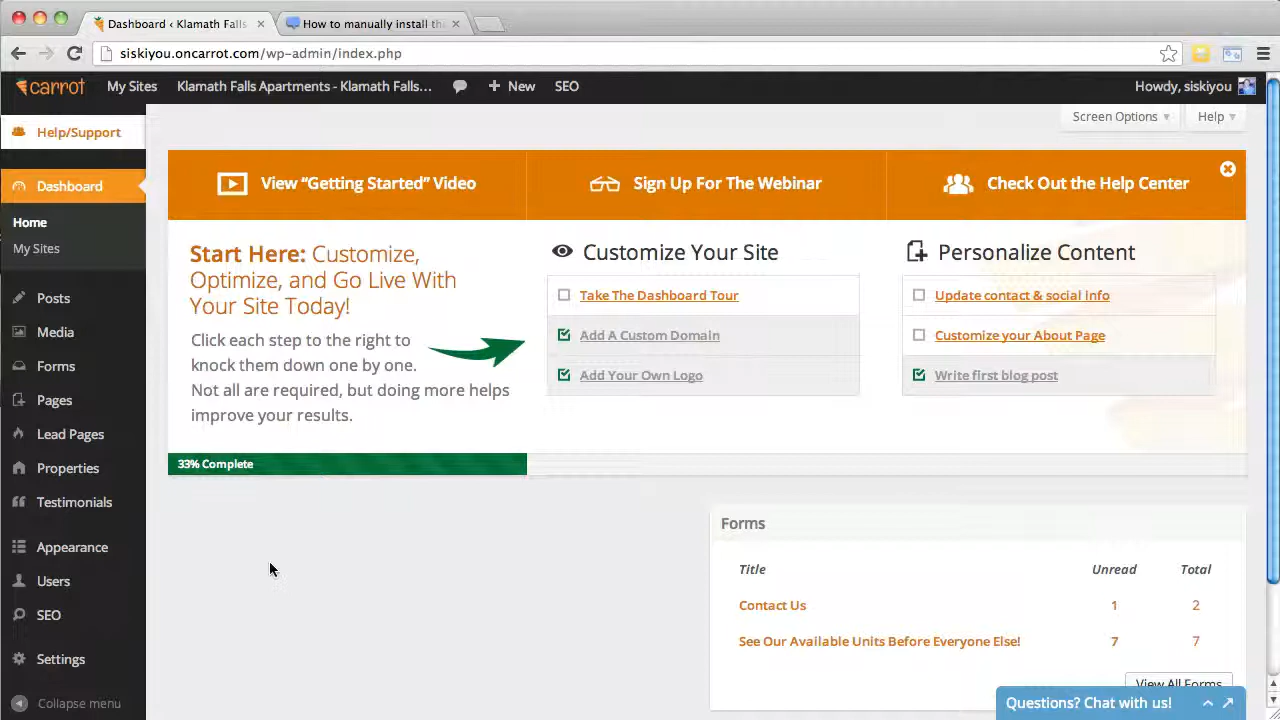 Dashboard ‹ Klamath Falls
How to manually install the
siskiyou.oncarrot.com/wp-admin/index.php
carrot
My Sites
Klamath Falls Apartments - Klamath Falls...
New
SEO
Howdy, siskiyou
Help/Support
Dashboard
Home
My Sites
Posts
Media
Forms
Pages
Lead Pages
Properties
Testimonials
Appearance
Users
SEO
Settings
Collapse menu
Screen Options
Help
View “Getting Started” Video
Sign Up For The Webinar
Check Out the Help Center
Start Here: Customize,
Optimize, and Go Live With
Your Site Today!
Click each step to the right to
knock them down one by one.
Not all are required, but doing more helps
improve your results.
Customize Your Site
Take The Dashboard Tour
Add A Custom Domain
Add Your Own Logo
Personalize Content
Update contact & social info
Customize your About Page
Write first blog post
33% Complete
Forms
Title Unread Total
Contact Us 1 2
See Our Available Units Before Everyone Else! 7 7
View All Forms
Questions? Chat with us!